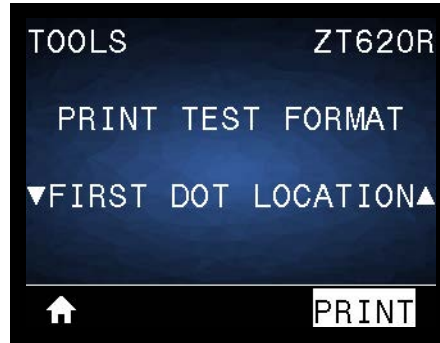 TOOLS ZT620R
PRINT TEST FORMAT
▼FIRST DOT LOCATION▲
PRINT